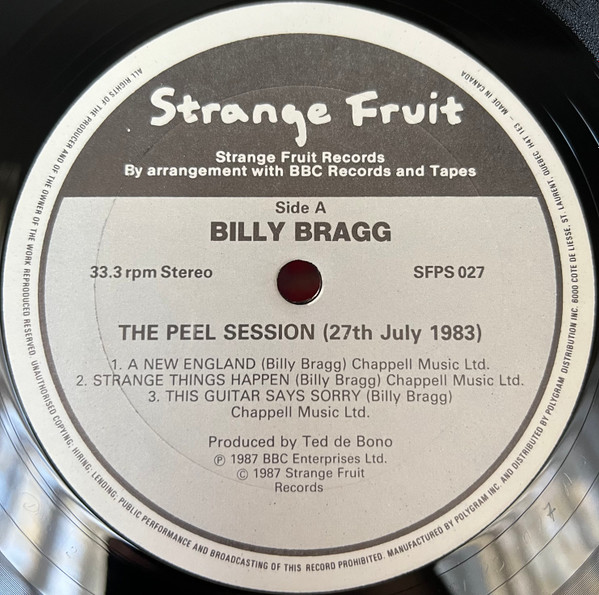 Strange Fruit
Strange Fruit Records
By arrangement with BBC Records and Tapes
Side A
BILLY BRAGG
33.3 rpm Stereo
SFPS 027
THE PEEL SESSION (27th July 1983)
1. A NEW ENGLAND (Billy Bragg) Chappell Music Ltd.
2. STRANGE THINGS HAPPEN (Billy Bragg) Chappell Music Ltd.
3. THIS GUITAR SAYS SORRY (Billy Bragg)
Chappell Music Ltd.
Produced by Ted de Bono
℗ 1987 BBC Enterprises Ltd.
© 1987 Strange Fruit
Records
ALL RIGHTS OF THE PRODUCER AND OF THE OWNER OF THE WORK REPRODUCED RESERVED. UNAUTHORISED COPYING, HIRING, LENDING, PUBLIC PERFORMANCE AND BROADCASTING OF THIS RECORD PROHIBITED. MANUFACTURED BY POLYGRAM INC. AND DISTRIBUTED BY POLYGRAM DISTRIBUTION INC. 6000 COTE DE LIESSE, ST. LAURENT, QUEBEC H4T 1E3 - MADE IN CANADA